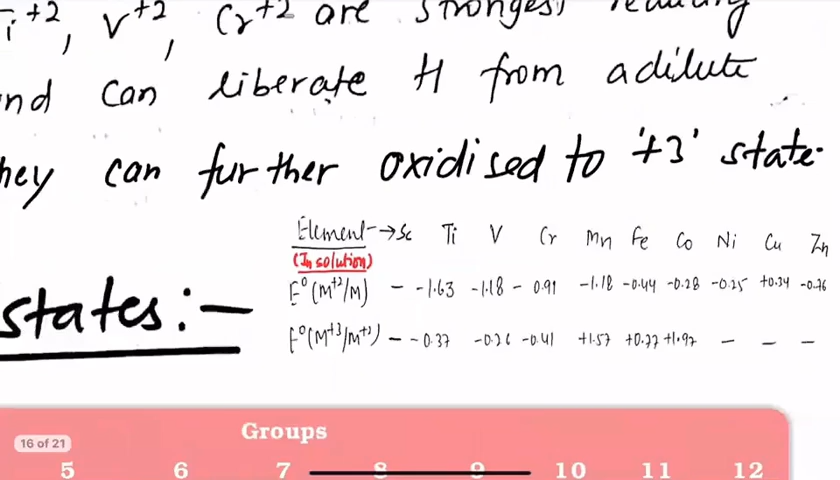 Ti+2, V+2, Cr+2 are strongest reducing
and can liberate H from a dilute
they can further oxidised to '+3' state.
Element → Sc Ti V Cr Mn Fe Co Ni Cu Zn
(In solution)
E°(M+2/M) – -1.63 -1.18 - 0.91 -1.18 -0.44 -0.28 -0.25 +0.34 -0.76
states:-
E°(M+3/M+2) – -0.37 -0.26 -0.41 +1.57 +0.77 +1.97 – – –
Groups
16 of 21
5 6 7 8 9 10 11 12